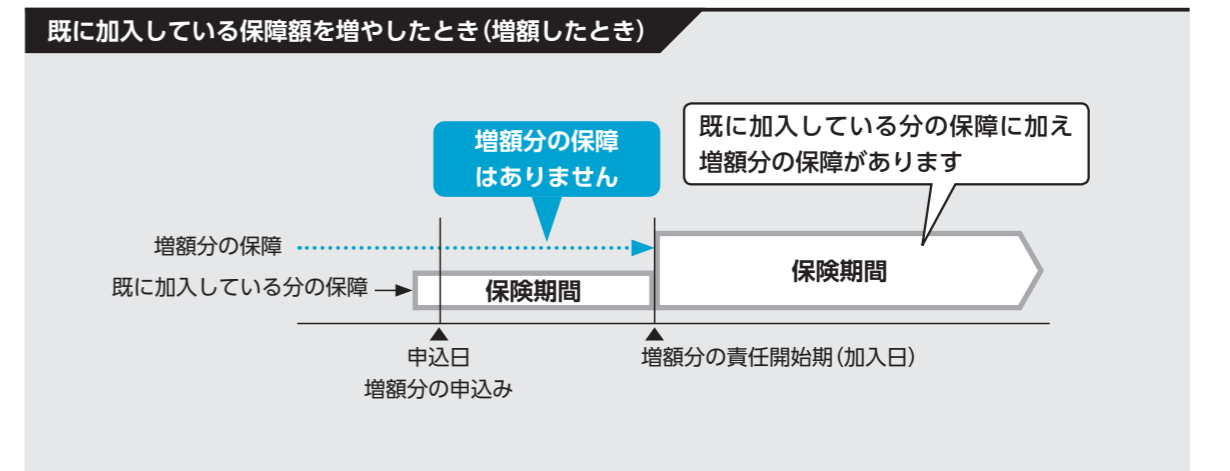 既に加入している保障額を増やしたとき(増額したとき)
増額分の保障
はありません
既に加入している分の保障に加え
増額分の保障があります
増額分の保障
既に加入している分の保障
保険期間
保険期間
申込日
増額分の申込み
増額分の責任開始期(加入日)